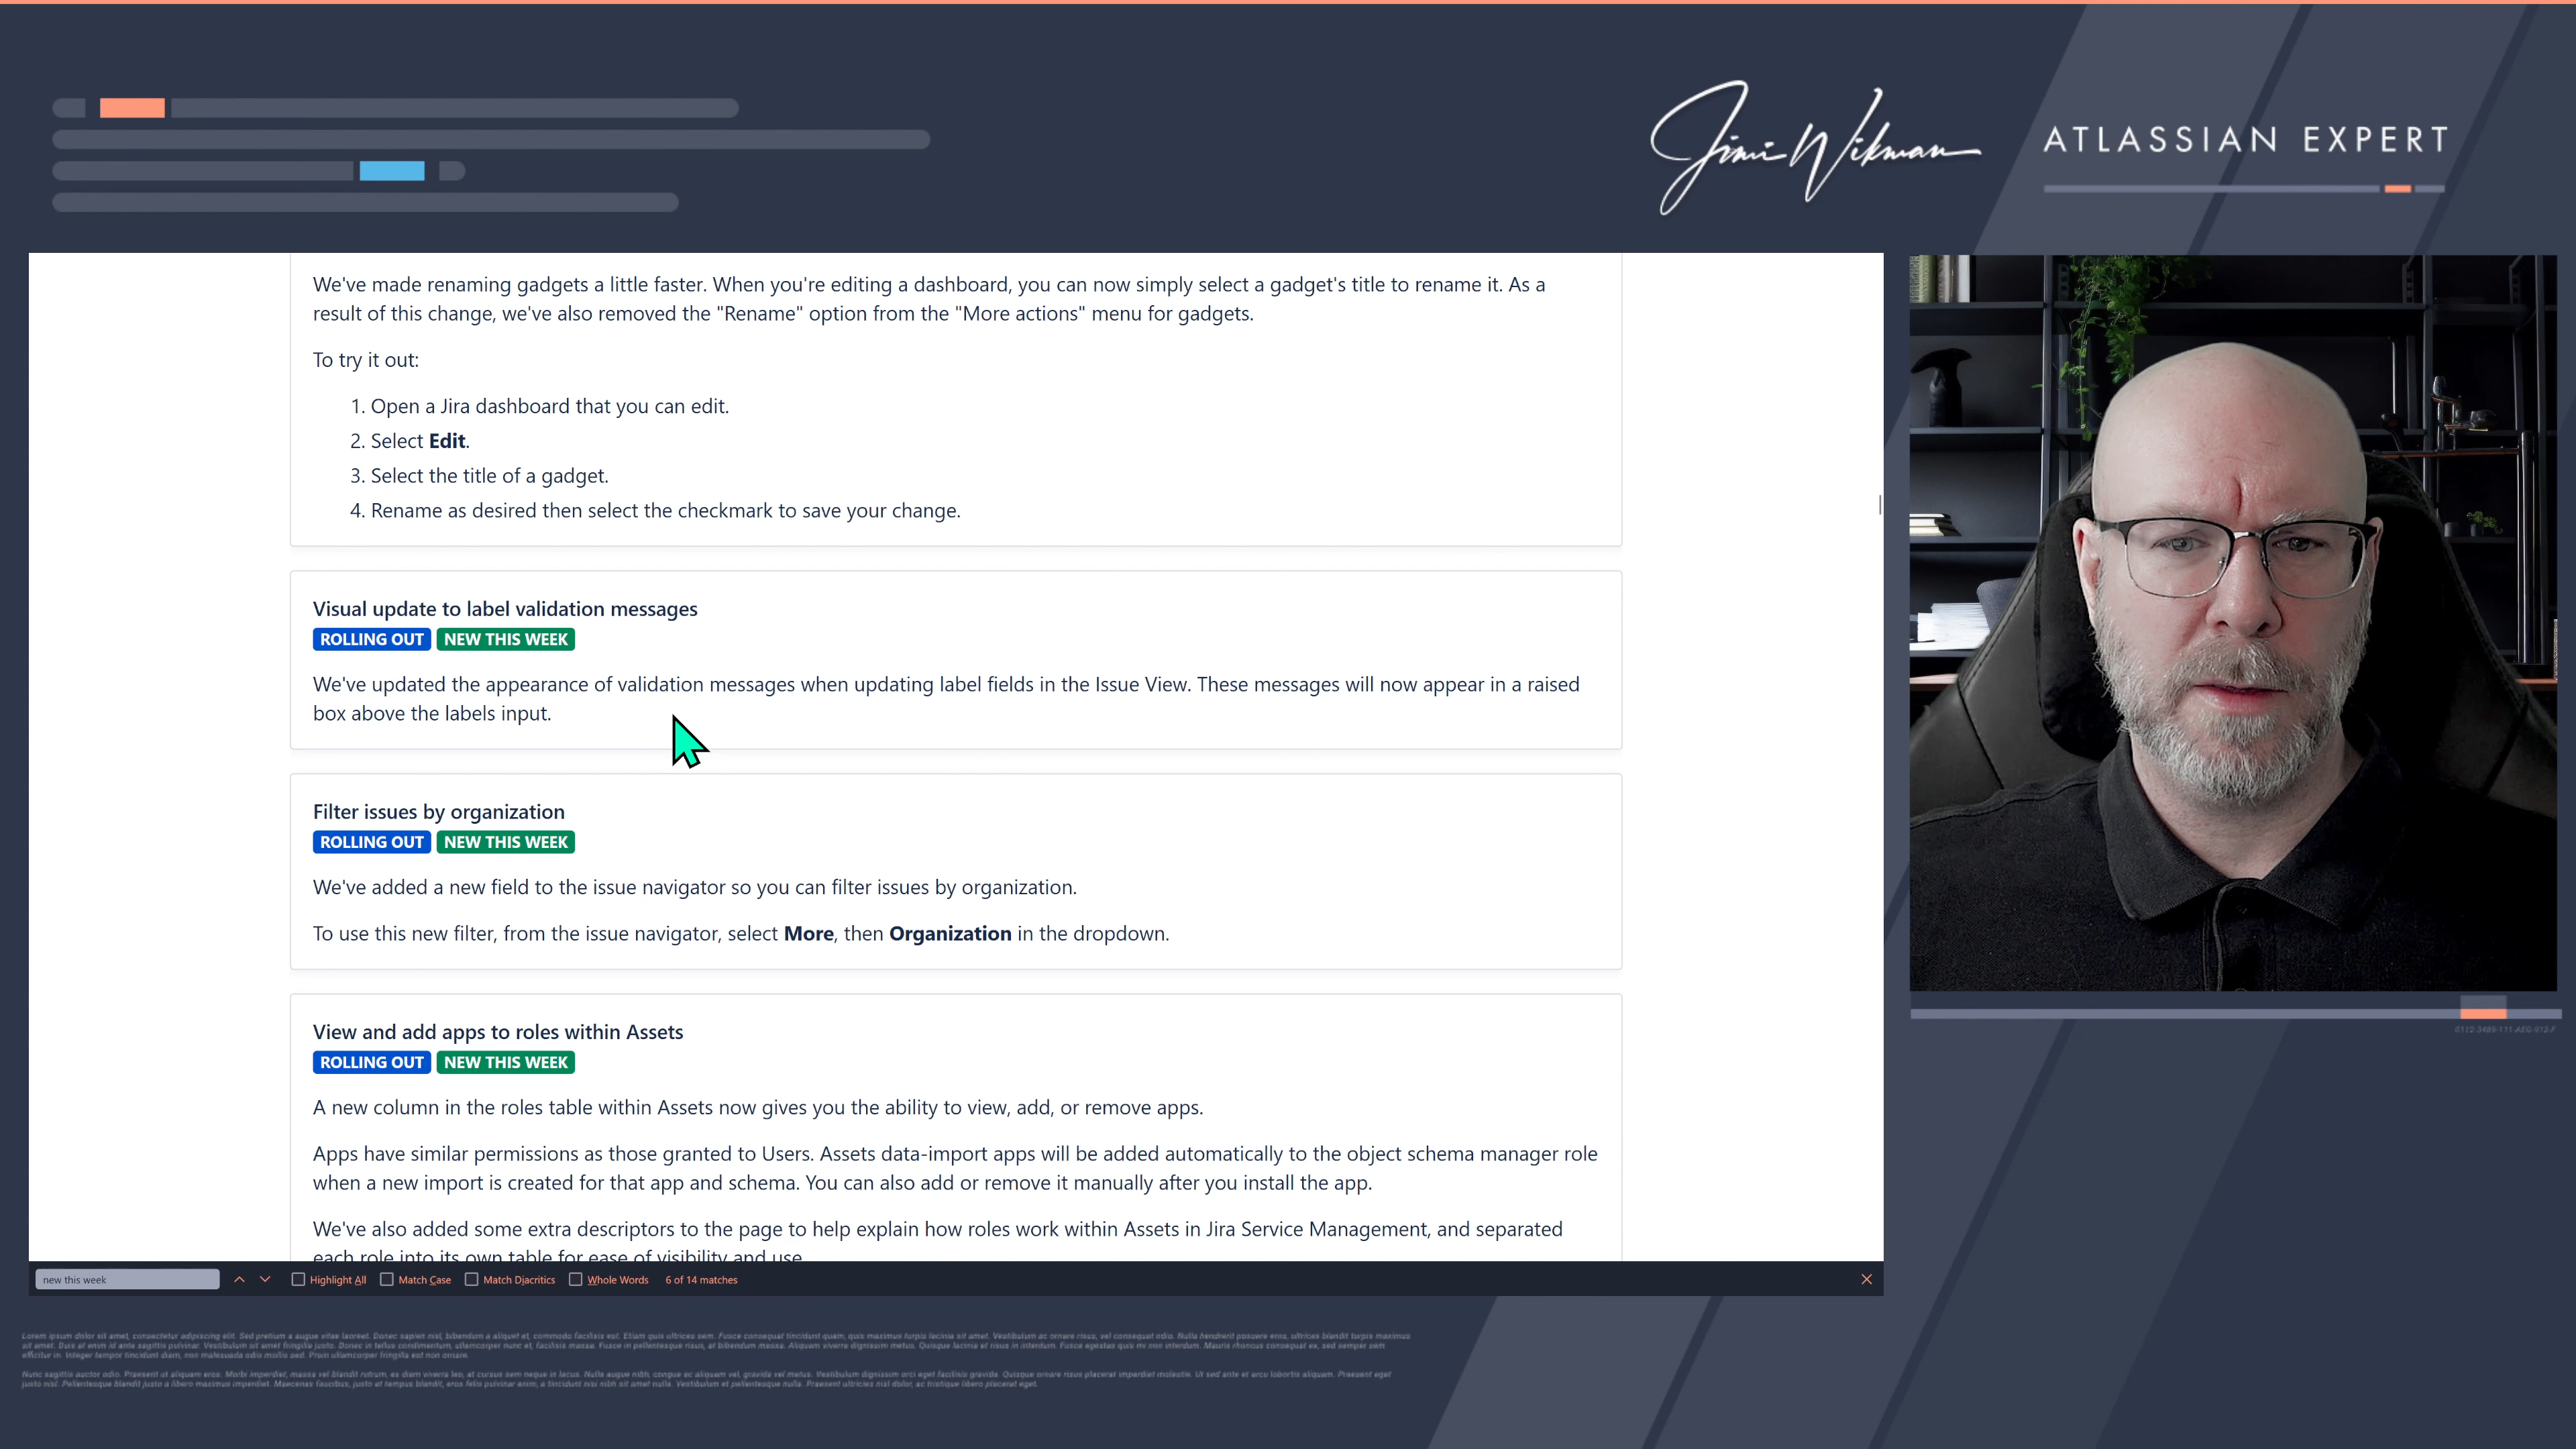 Jimi Wikman
ATLASSIAN EXPERT
We've made renaming gadgets a little faster. When you're editing a dashboard, you can now simply select a gadget's title to rename it. As a
result of this change, we've also removed the "Rename" option from the "More actions" menu for gadgets.
To try it out:
1. Open a Jira dashboard that you can edit.
2. Select Edit.
3. Select the title of a gadget.
4. Rename as desired then select the checkmark to save your change.
Visual update to label validation messages
ROLLING OUT NEW THIS WEEK
We've updated the appearance of validation messages when updating label fields in the Issue View. These messages will now appear in a raised
box above the labels input.
Filter issues by organization
ROLLING OUT NEW THIS WEEK
We've added a new field to the issue navigator so you can filter issues by organization.
To use this new filter, from the issue navigator, select More, then Organization in the dropdown.
View and add apps to roles within Assets
ROLLING OUT NEW THIS WEEK
A new column in the roles table within Assets now gives you the ability to view, add, or remove apps.
Apps have similar permissions as those granted to Users. Assets data-import apps will be added automatically to the object schema manager role
when a new import is created for that app and schema. You can also add or remove it manually after you install the app.
We've also added some extra descriptors to the page to help explain how roles work within Assets in Jira Service Management, and separated
each role into its own table for ease of visibility and use.
new this week Highlight All Match Case Match Diacritics Whole Words 6 of 14 matches